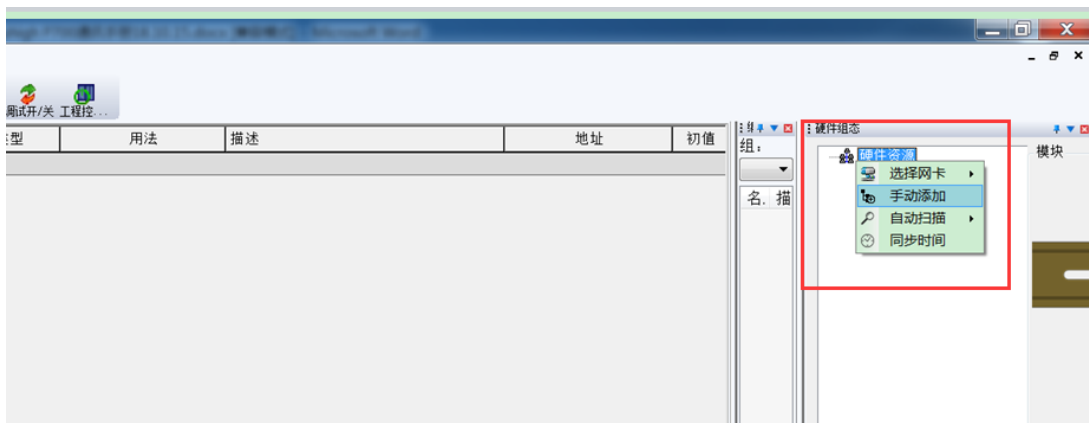 调试开/关 工程控...
类型 用法 描述 地址 初值
组:
名. 描
硬件组态
硬件资源
选择网卡
手动添加
自动扫描
同步时间
模块